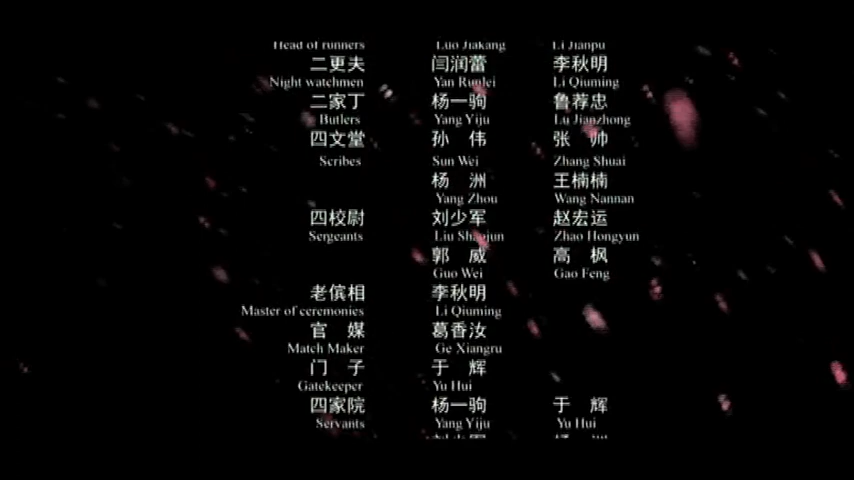 Head of runners Luo Jiakang Li Jianpu
二更夫 闫润蕾 李秋明
Night watchmen Yan Runlei Li Qiuming
二家丁 杨一驹 鲁荐忠
Butlers Yang Yiju Lu Jianzhong
四文堂 孙 伟 张 帅
Scribes Sun Wei Zhang Shuai
杨 洲 王楠楠
Yang Zhou Wang Nannan
四校尉 刘少军 赵宏运
Sergeants Liu Shaojun Zhao Hongyun
郭 威 高 枫
Guo Wei Gao Feng
老傧相 李秋明
Master of ceremonies Li Qiuming
官 媒 葛香汝
Match Maker Ge Xiangru
门 子 于 辉
Gatekeeper Yu Hui
四家院 杨一驹 于 辉
Servants Yang Yiju Yu Hui